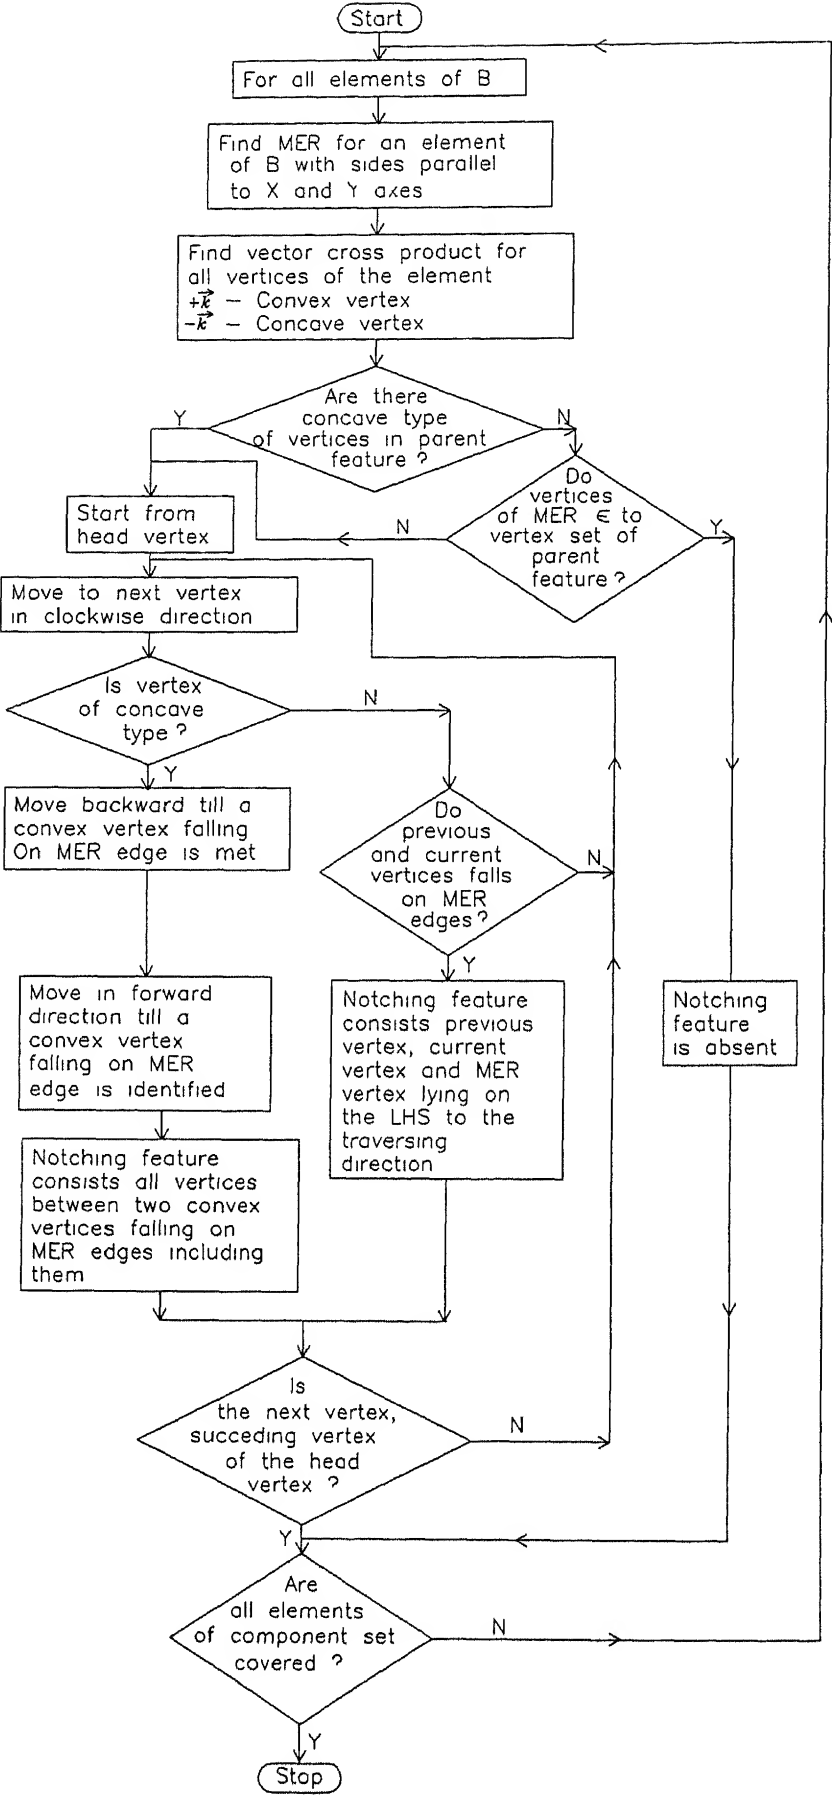 Start
For all elements of B
Find MER for an element
of B with sides parallel
to X and Y axes
Find vector cross product for
all vertices of the element
+k⃗ – Convex vertex
-k⃗ – Concave vertex
Are there
concave type
of vertices in parent
feature ?
Y
N
Do
vertices
of MER ∈ to
vertex set of
parent
feature ?
N
Y
Start from
head vertex
Move to next vertex
in clockwise direction
Is vertex
of concave
type ?
N
Y
Move backward till a
convex vertex falling
On MER edge is met
Do
previous
and current
vertices falls
on MER
edges ?
N
Y
Move in forward
direction till a
convex vertex
falling on MER
edge is identified
Notching feature
consists previous
vertex, current
vertex and MER
vertex lying on
the LHS to the
traversing
direction
Notching
feature
is absent
Notching feature
consists all vertices
between two convex
vertices falling on
MER edges including
them
Is
the next vertex,
succeding vertex
of the head
vertex ?
N
Y
Are
all elements
of component set
covered ?
N
Y
Stop